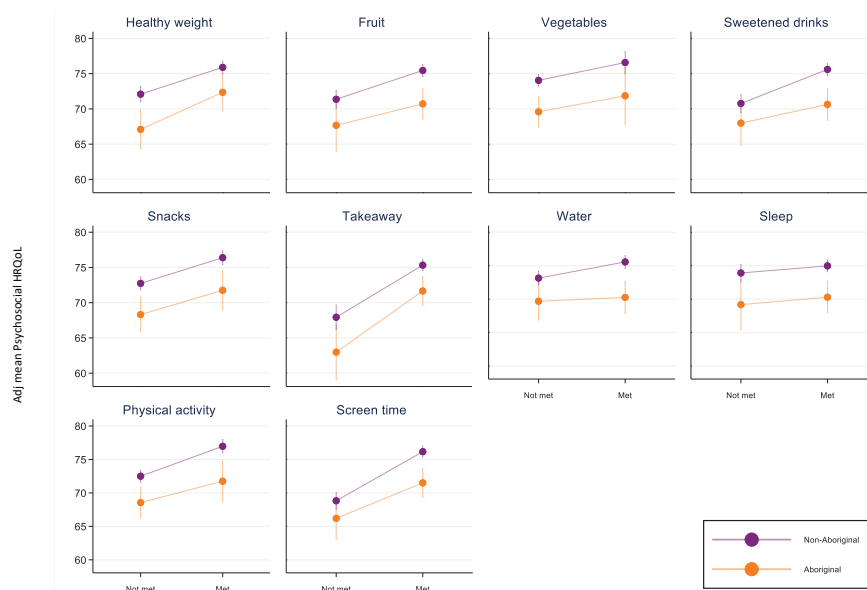 Healthy weight Fruit Vegetables Sweetened drinks
80
75
70
65
60
Snacks Takeaway Water Sleep
80
75
70
65
60
Not met Met Not met Met
Adj mean Psychosocial HRQoL
Physical activity Screen time
80
75
70
65
60
Not met Met Not met Met
Non-Aboriginal
Aboriginal